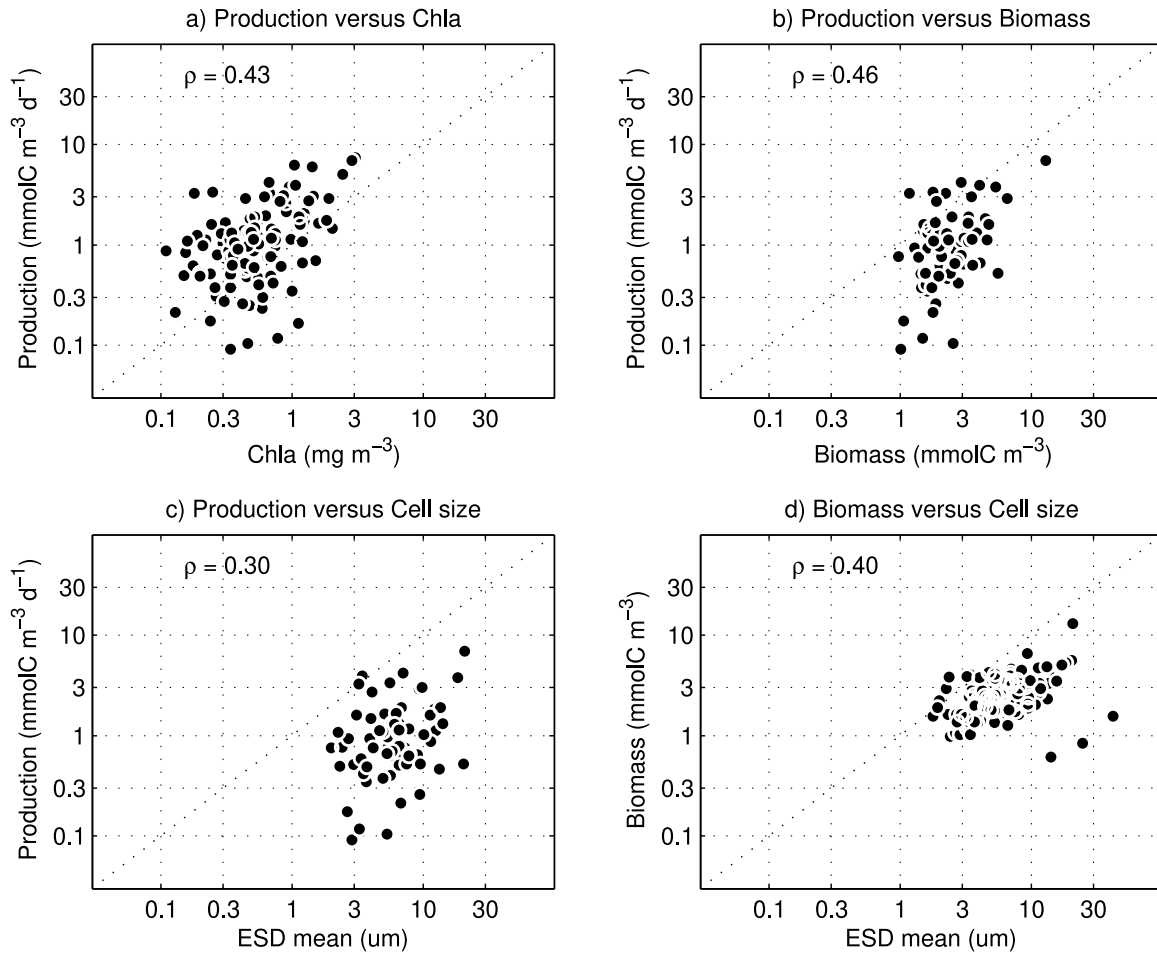 a) Production versus Chla
ρ = 0.43
Production (mmolC m−3 d−1)
30
10
3
1
0.3
0.1
0.1 0.3 1 3 10 30
Chla (mg m−3)
b) Production versus Biomass
ρ = 0.46
Production (mmolC m−3 d−1)
30
10
3
1
0.3
0.1
0.1 0.3 1 3 10 30
Biomass (mmolC m−3)
c) Production versus Cell size
ρ = 0.30
Production (mmolC m−3 d−1)
30
10
3
1
0.3
0.1
0.1 0.3 1 3 10 30
ESD mean (um)
d) Biomass versus Cell size
ρ = 0.40
Biomass (mmolC m−3)
30
10
3
1
0.3
0.1
0.1 0.3 1 3 10 30
ESD mean (um)